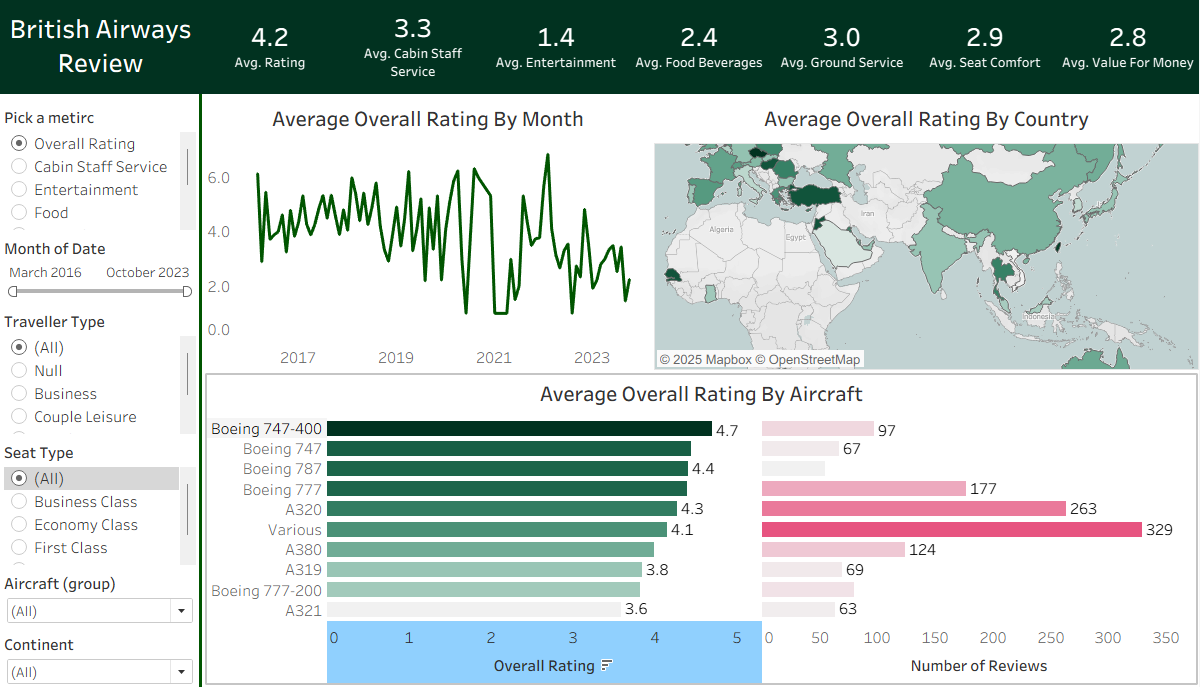 British Airways
Review
4.2
Avg. Rating
3.3
Avg. Cabin Staff
Service
1.4
Avg. Entertainment
2.4
Avg. Food Beverages
3.0
Avg. Ground Service
2.9
Avg. Seat Comfort
2.8
Avg. Value For Money
Pick a metirc
Overall Rating
Cabin Staff Service
Entertainment
Food
Month of Date
March 2016 October 2023
Traveller Type
(All)
Null
Business
Couple Leisure
Seat Type
(All)
Business Class
Economy Class
First Class
Aircraft (group)
(All)
Continent
(All)
Average Overall Rating By Month
6.0
4.0
2.0
0.0
2017 2019 2021 2023
Average Overall Rating By Country
Algeria
Egypt
Iran
Indonesia
© 2025 Mapbox © OpenStreetMap
Average Overall Rating By Aircraft
Boeing 747-400 4.7 97
Boeing 747 67
Boeing 787 4.4
Boeing 777 177
A320 4.3 263
Various 4.1 329
A380 124
A319 3.8 69
Boeing 777-200
A321 3.6 63
0 1 2 3 4 5 0 50 100 150 200 250 300 350
Overall Rating Number of Reviews